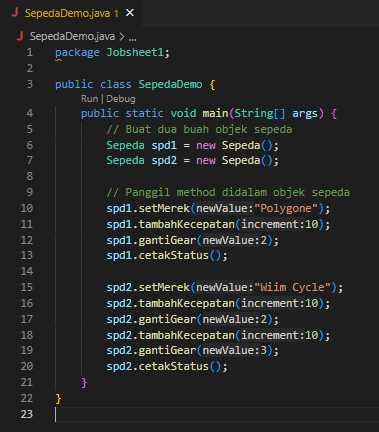 J SepedaDemo.java 1 X
J SepedaDemo.java > ...
1 package Jobsheet1;
2
3 public class SepedaDemo {
Run | Debug
4 public static void main(String[] args) {
5 // Buat dua buah objek sepeda
6 Sepeda spd1 = new Sepeda();
7 Sepeda spd2 = new Sepeda();
8
9 // Panggil method didalam objek sepeda
10 spd1.setMerek(newValue:"Polygone");
11 spd1.tambahKecepatan(increment:10);
12 spd1.gantiGear(newValue:2);
13 spd1.cetakStatus();
14
15 spd2.setMerek(newValue:"Wiim Cycle");
16 spd2.tambahKecepatan(increment:10);
17 spd2.gantiGear(newValue:2);
18 spd2.tambahKecepatan(increment:10);
19 spd2.gantiGear(newValue:3);
20 spd2.cetakStatus();
21 }
22 }
23